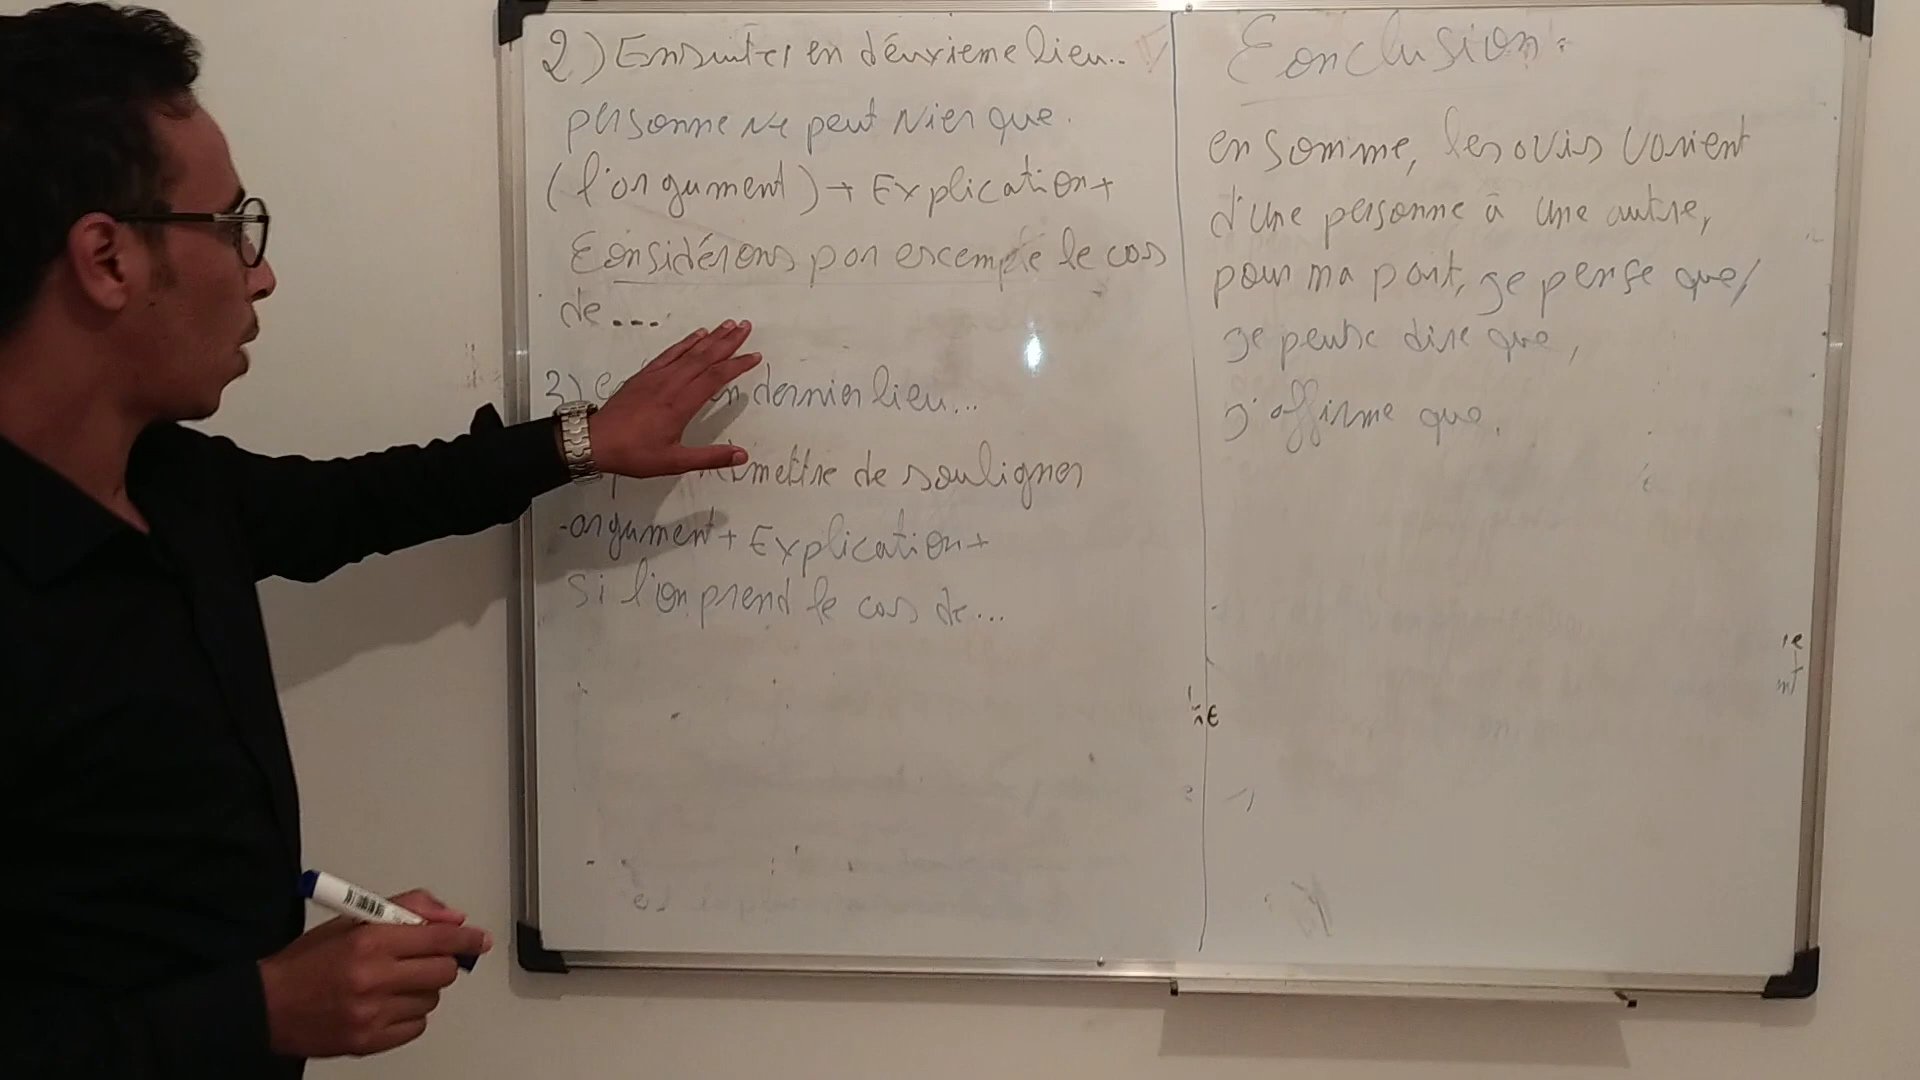 2) Ensuite, en deuxième lieu...
personne ne peut nier que.
(l'argument) + Explication +
Considérons par exemple le cas
de...
3) en dernier lieu...
mettre de souligner
- argument + Explication +
Si l'on prend le cas de...
Conclusion:
en somme, les avis varient
d'une personne à une autre,
pour ma part, je pense que/
je peux dire que,
j'affirme que.